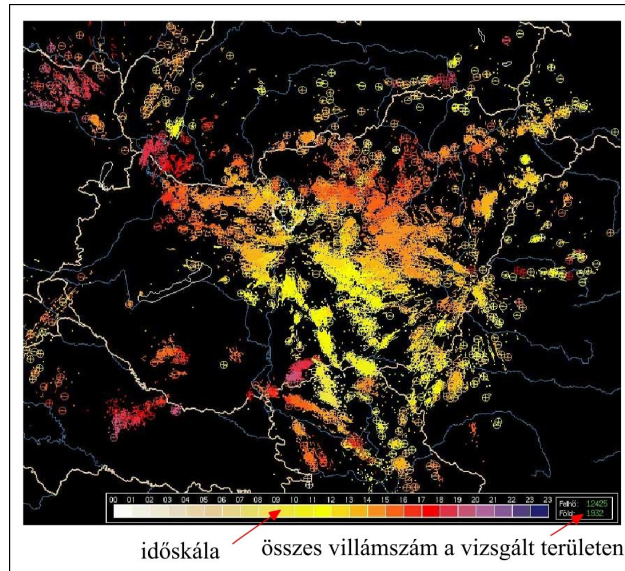 00 01 02 03 04 05 06 07 08 09 10 11 12 13 14 15 16 17 18 19 20 21 22 23
Felhő: 12425
Föld: 1932
időskála
összes villámszám a vizsgált területen